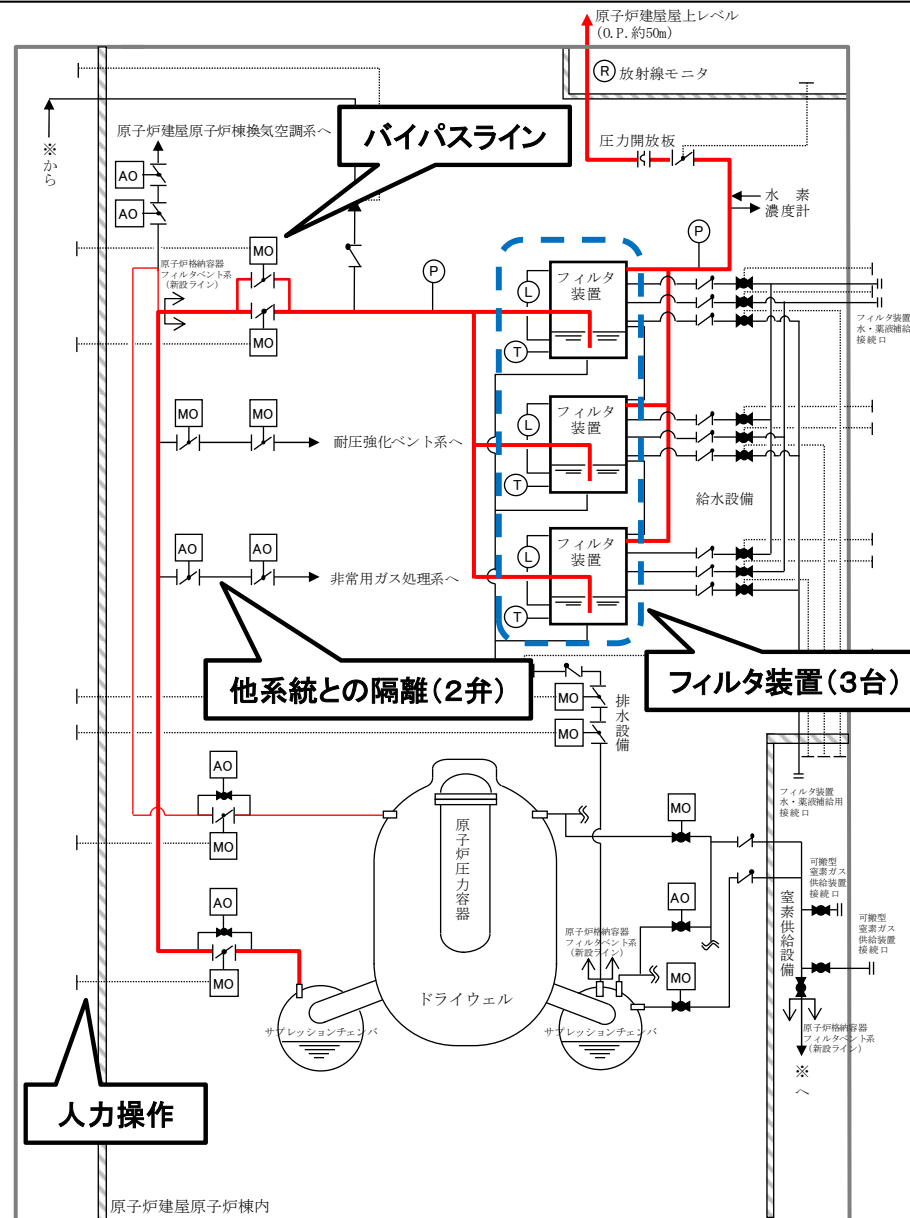 原子炉建屋屋上レベル
(O.P.約50m)
R 放射線モニタ
原子炉建屋原子炉棟換気空調系へ
※から
バイパスライン
圧力開放板
AO
AO
水素
濃度計
P
MO
原子炉格納容器
フィルタベント系
(新設ライン)
P
MO
フィルタ
装置
L
T
フィルタ装置
水・薬液補給
接続口
MO
MO
耐圧強化ベント系へ
フィルタ
装置
L
T
給水設備
AO
AO
非常用ガス処理系へ
フィルタ
装置
L
T
他系統との隔離(2弁)
フィルタ装置(3台)
MO
MO
排水設備
AO
MO
フィルタ装置
水・薬液補給用
接続口
原子炉圧力容器
MO
可搬型
窒素ガス
供給装置
接続口
AO
MO
AO
MO
可搬型
窒素ガス
供給装置
接続口
窒素供給設備
原子炉格納容器
フィルタベント系
(新設ライン)
ドライウェル
サプレッションチェンバ
サプレッションチェンバ
原子炉格納容器
フィルタベント系
(新設ライン)
※へ
人力操作
原子炉建屋原子炉棟内